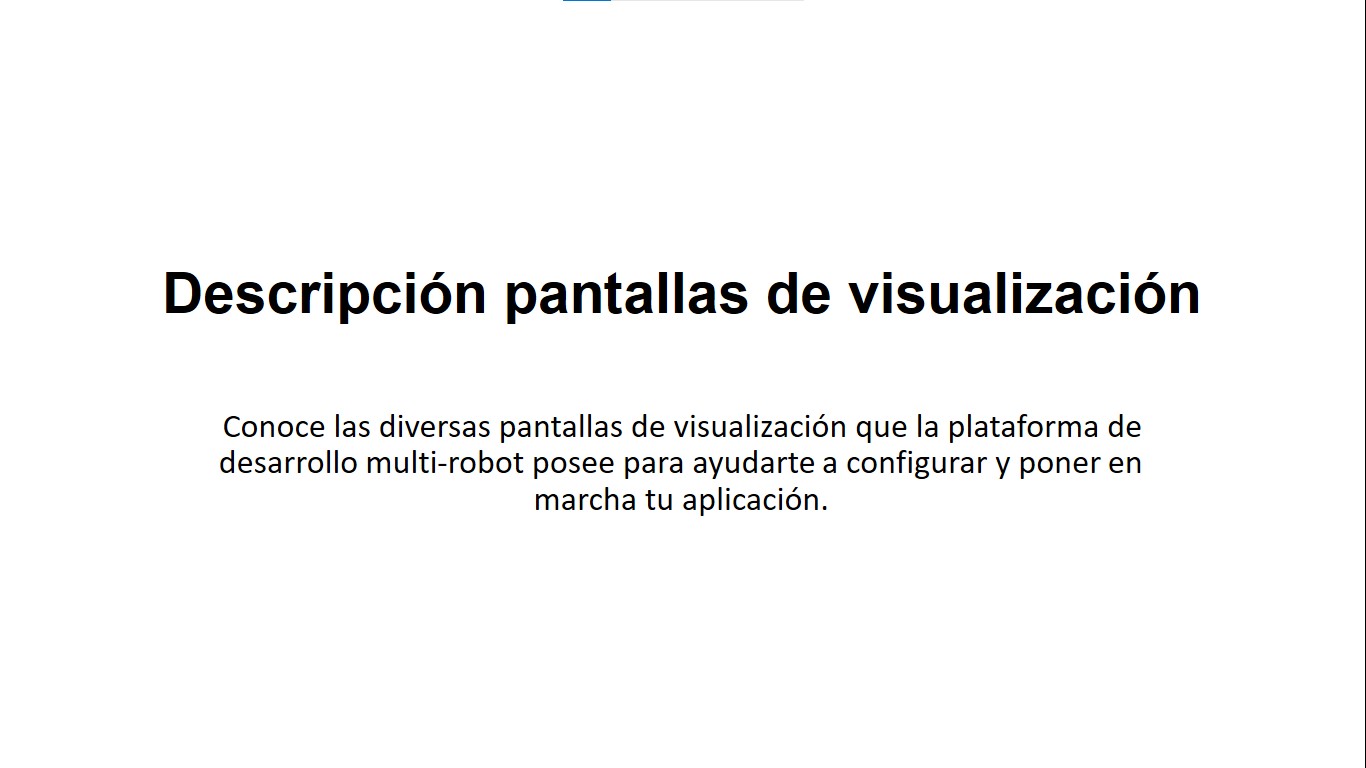 Descripción pantallas de visualización
Conoce las diversas pantallas de visualización que la plataforma de
desarrollo multi-robot posee para ayudarte a configurar y poner en
marcha tu aplicación.